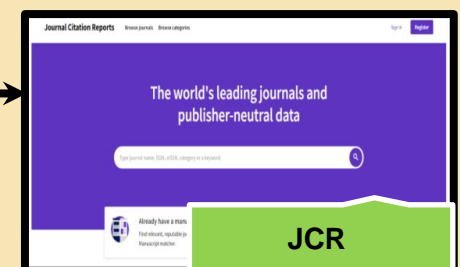 Journal Citation Reports Browse journals Browse categories Sign in Register
The world's leading journals and
publisher-neutral data
Type journal name, ISSN, eISSN, category or a keyword
Already have a manu
Find relevant, reputable jo
Manuscript matcher.
JCR